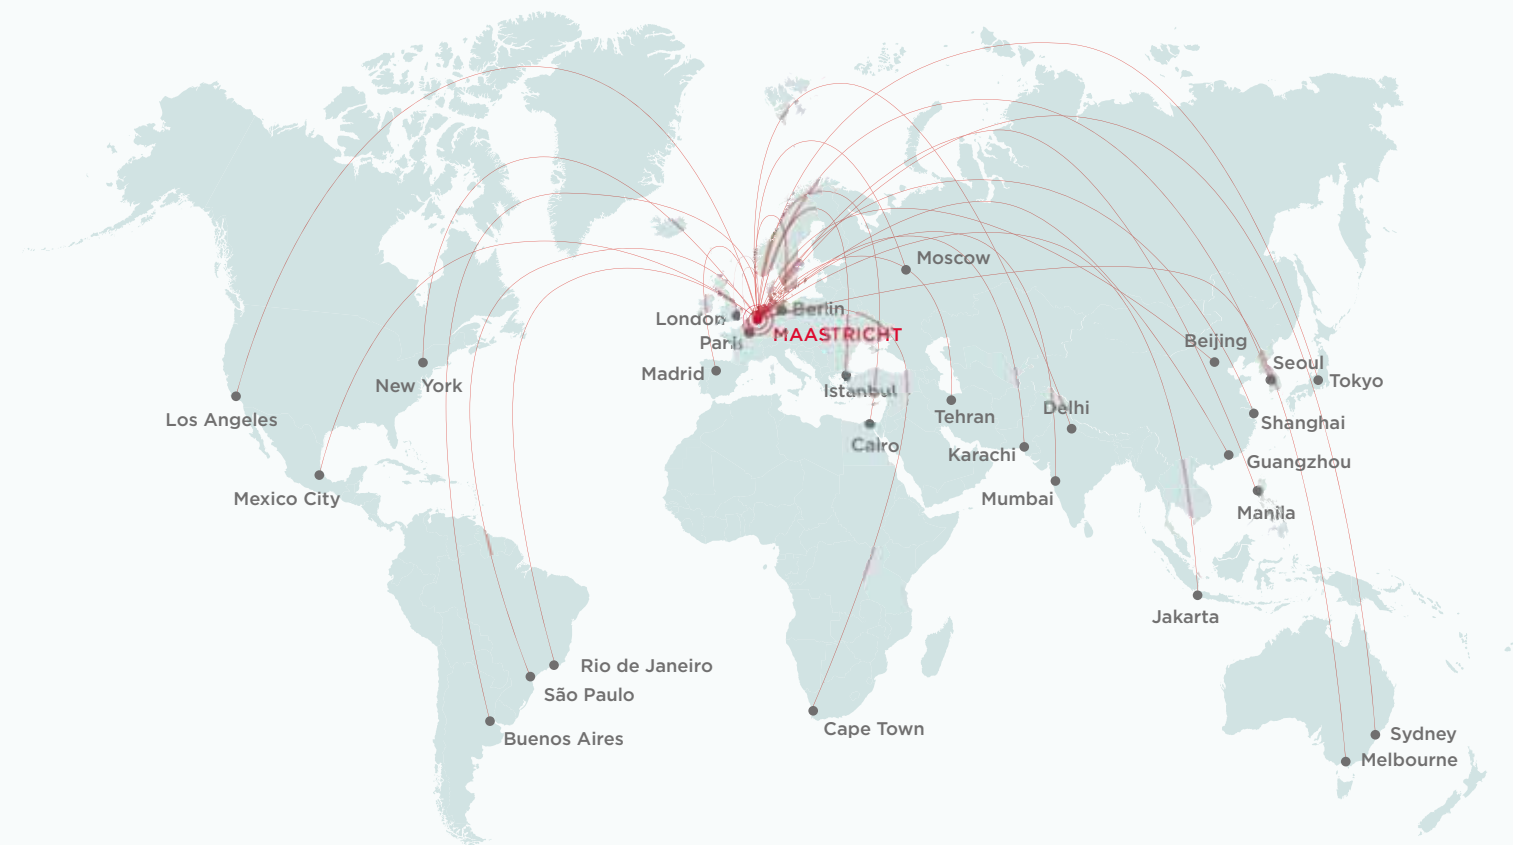 Moscow
London
Berlin
MAASTRICHT
Paris
Beijing
Seoul
Madrid
Tokyo
New York
Istanbul
Los Angeles
Delhi
Tehran
Shanghai
Cairo
Karachi
Guangzhou
Mexico City
Mumbai
Manila
Jakarta
Rio de Janeiro
São Paulo
Cape Town
Sydney
Buenos Aires
Melbourne